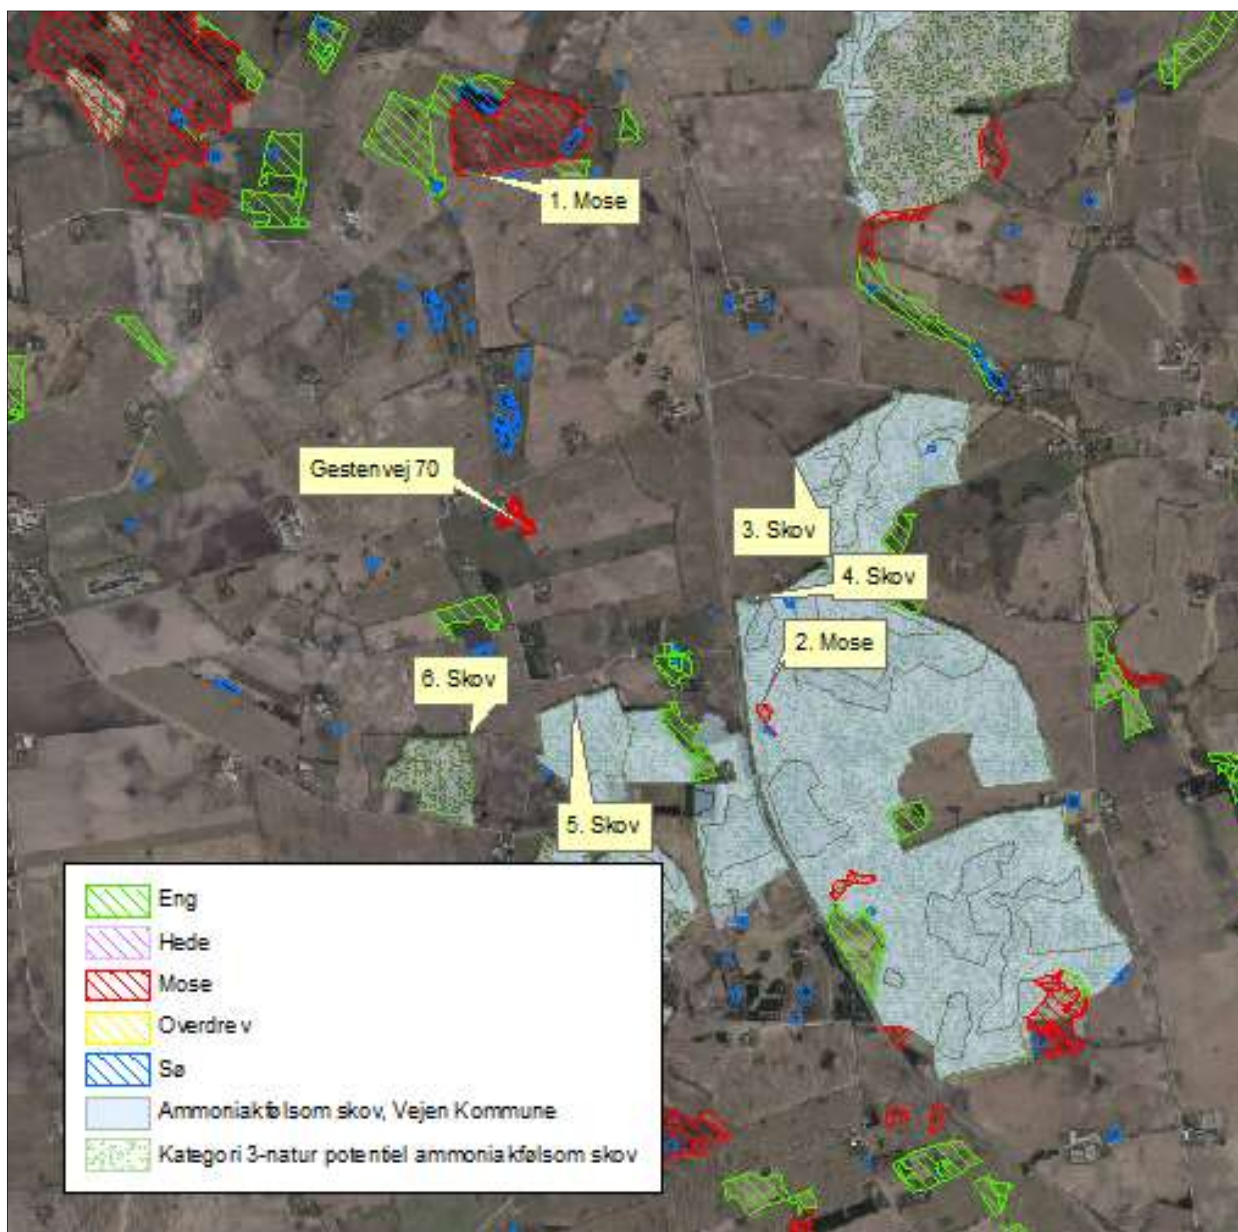 1. Mose
Gestenvej 70
3. Skov
4. Skov
2. Mose
6. Skov
5. Skov
Eng
Hede
Mose
Overdrev
Sø
Ammoniakfølsom skov, Vejen Kommune
Kategori 3-natur potentiel ammoniakfølsom skov